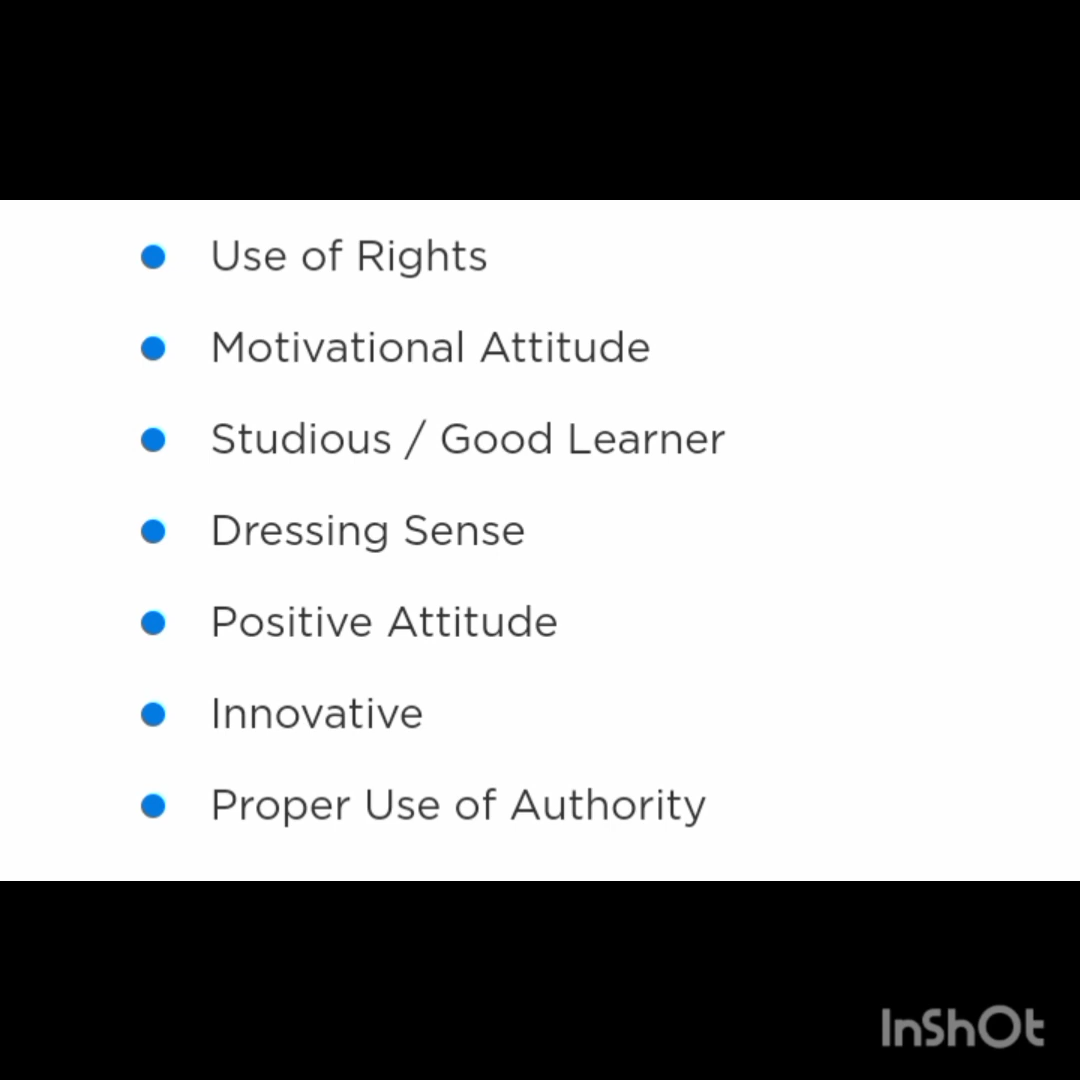 Use of Rights
Motivational Attitude
Studious / Good Learner
Dressing Sense
Positive Attitude
Innovative
Proper Use of Authority
InShOt